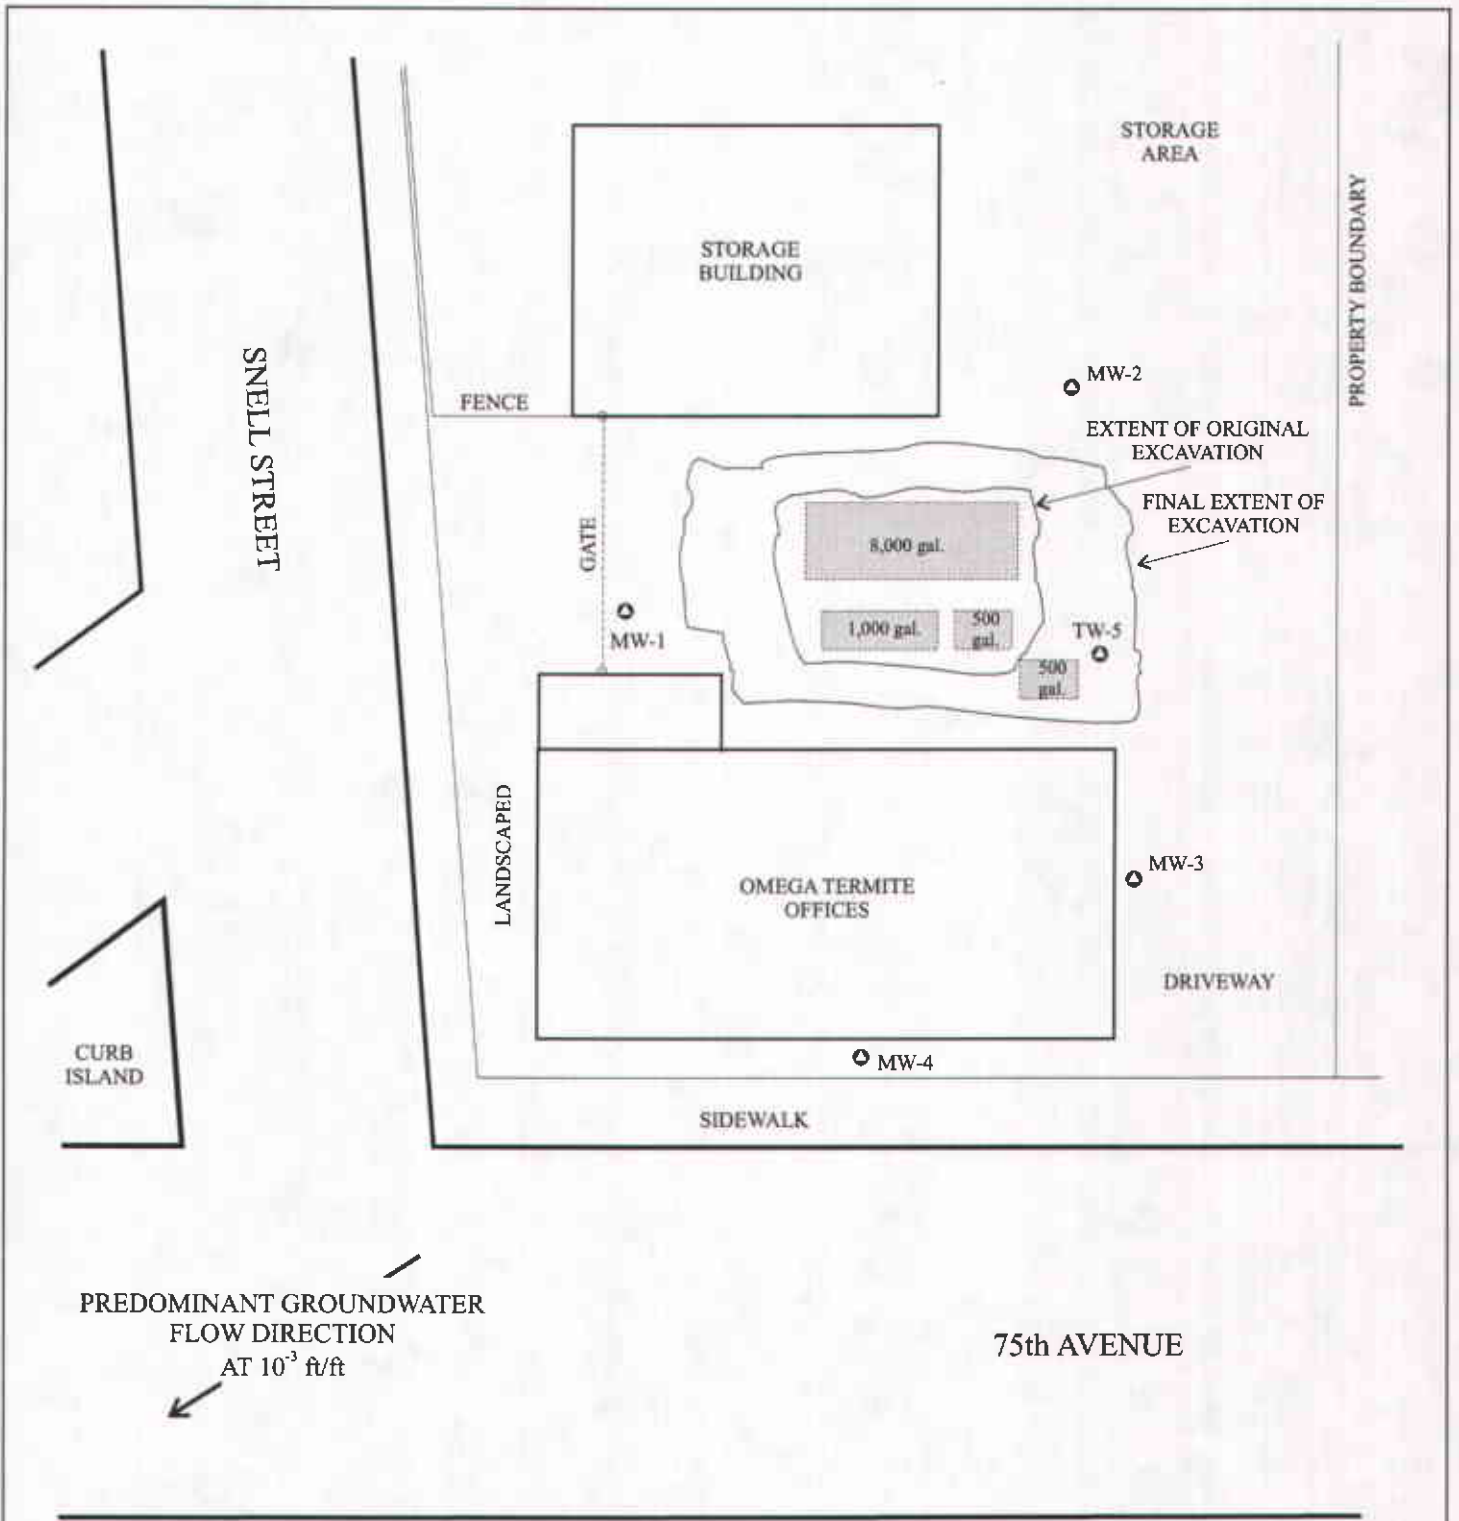 STORAGE
AREA
STORAGE
BUILDING
PROPERTY BOUNDARY
SNELL STREET
FENCE
MW-2
EXTENT OF ORIGINAL
EXCAVATION
FINAL EXTENT OF
EXCAVATION
GATE
8,000 gal.
MW-1
1,000 gal.
500
gal.
TW-5
500
gal.
LANDSCAPED
OMEGA TERMITE
OFFICES
MW-3
DRIVEWAY
CURB
ISLAND
MW-4
SIDEWALK
PREDOMINANT GROUNDWATER
FLOW DIRECTION
AT 10⁻³ ft/ft
75th AVENUE